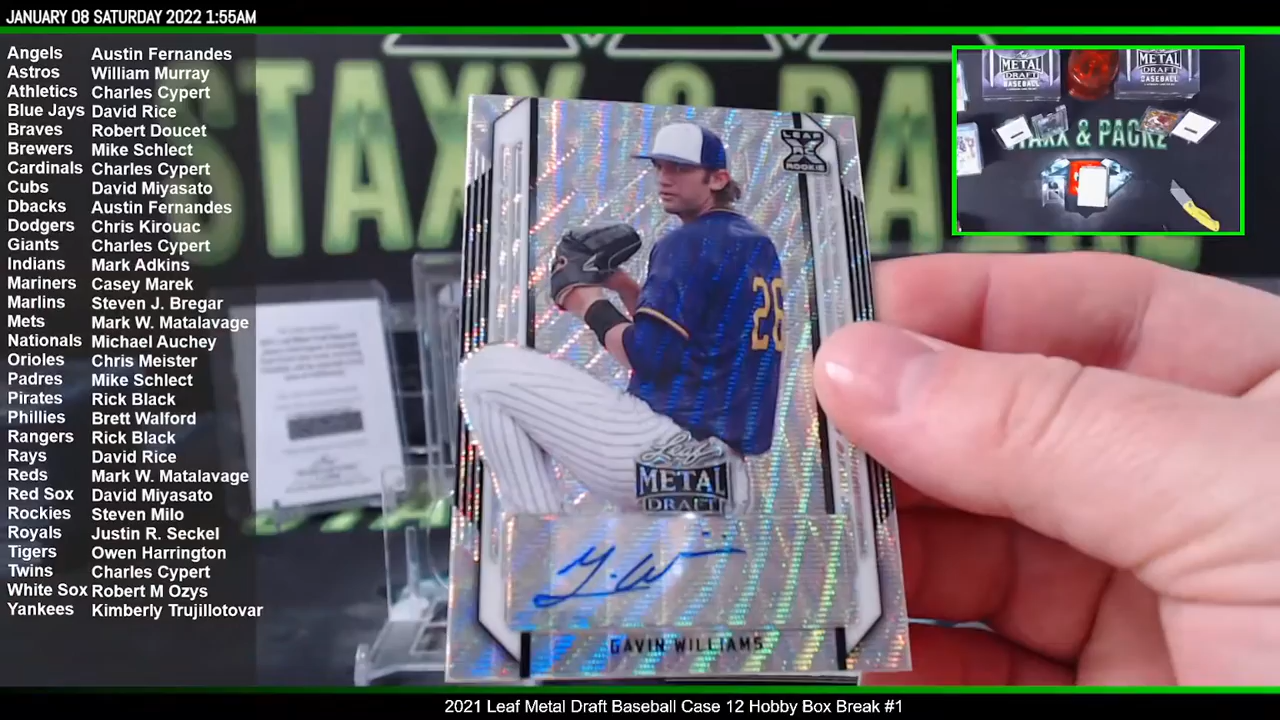 JANUARY 08 SATURDAY 2022 1:55AM
Angels Austin Fernandes
Astros William Murray
Athletics Charles Cypert
Blue Jays David Rice
Braves Robert Doucet
Brewers Mike Schlect
Cardinals Charles Cypert
Cubs David Miyasato
Dbacks Austin Fernandes
Dodgers Chris Kirouac
Giants Charles Cypert
Indians Mark Adkins
Mariners Casey Marek
Marlins Steven J. Bregar
Mets Mark W. Matalavage
Nationals Michael Auchey
Orioles Chris Meister
Padres Mike Schlect
Pirates Rick Black
Phillies Brett Walford
Rangers Rick Black
Rays David Rice
Reds Mark W. Matalavage
Red Sox David Miyasato
Rockies Steven Milo
Royals Justin R. Seckel
Tigers Owen Harrington
Twins Charles Cypert
White Sox Robert M Ozys
Yankees Kimberly Trujillotovar
STAXX & PA
LEAF
X
ROOKIE
28
Leaf
METAL
DRAFT
G. W
GAVIN WILLIAMS
METAL
DRAFT
BASEBALL
METAL
DRAFT
BASEBALL
TAXX & PACKZ
2021 Leaf Metal Draft Baseball Case 12 Hobby Box Break #1